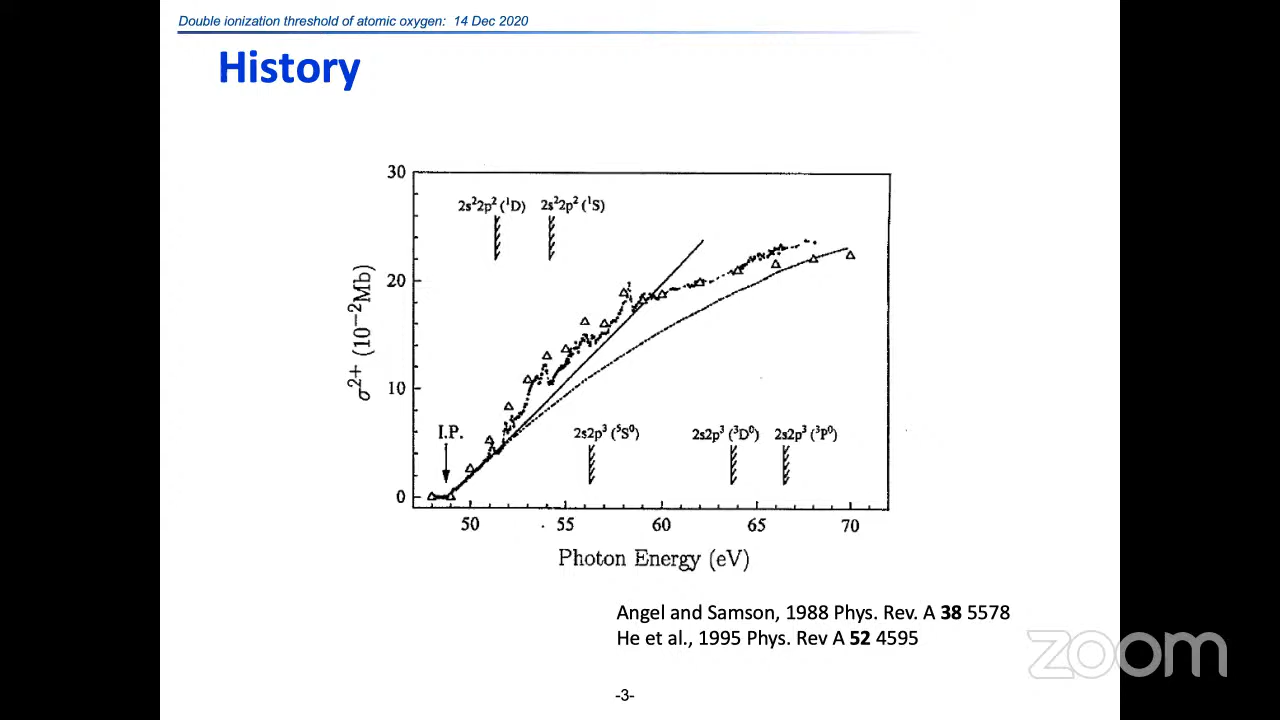 Double ionization threshold of atomic oxygen: 14 Dec 2020
History
30
2s²2p² (¹D) 2s²2p² (¹S)
20
σ²⁺ (10⁻²Mb)
10
I.P.
2s2p³ (⁵S⁰) 2s2p³ (³D⁰) 2s2p³ (³P⁰)
0
50 55 60 65 70
Photon Energy (eV)
Angel and Samson, 1988 Phys. Rev. A 38 5578
He et al., 1995 Phys. Rev A 52 4595
zoom
-3-